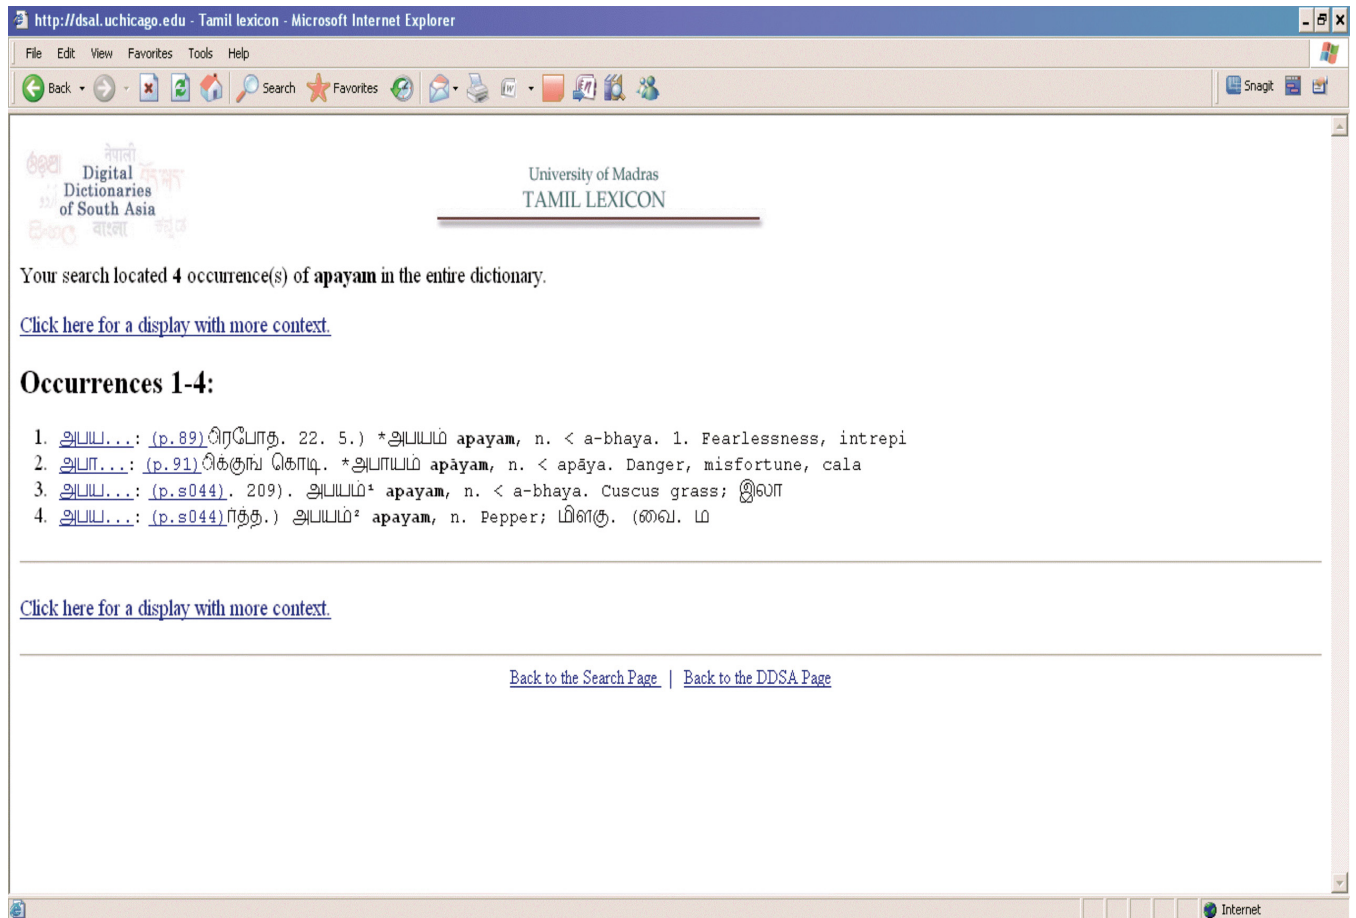 http://dsal.uchicago.edu - Tamil lexicon - Microsoft Internet Explorer
File Edit View Favorites Tools Help
Back Search Favorites Snagit
नेपाली
Digital
Dictionaries
of South Asia
বাংলা
University of Madras
TAMIL LEXICON
Your search located 4 occurrence(s) of apayam in the entire dictionary.
Click here for a display with more context.
Occurrences 1-4:
1. அபய...: (p.89)ிரபோத. 22. 5.) *அபயம் apayam, n. < a-bhaya. 1. Fearlessness, intrepi
2. அபா...: (p.91)ிக்குங் கொடி. *அபாயம் apāyam, n. < apāya. Danger, misfortune, cala
3. அபய...: (p.s044). 209). அபயம்¹ apayam, n. < a-bhaya. Cuscus grass; இலா
4. அபய...: (p.s044)ர்த்த.) அபயம்² apayam, n. Pepper; மிளகு. (வை. ம
Click here for a display with more context.
Back to the Search Page | Back to the DDSA Page
Internet